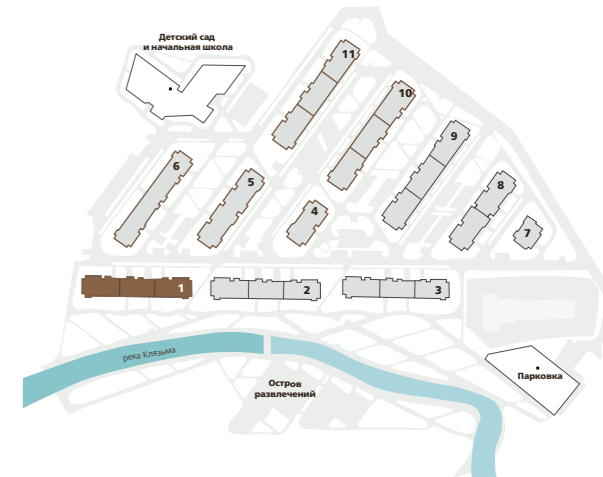 Детский сад
и начальная школа
11
10
9
6
5
8
4
7
1
2
3
река Клязьма
Остров
развлечений
Парковка